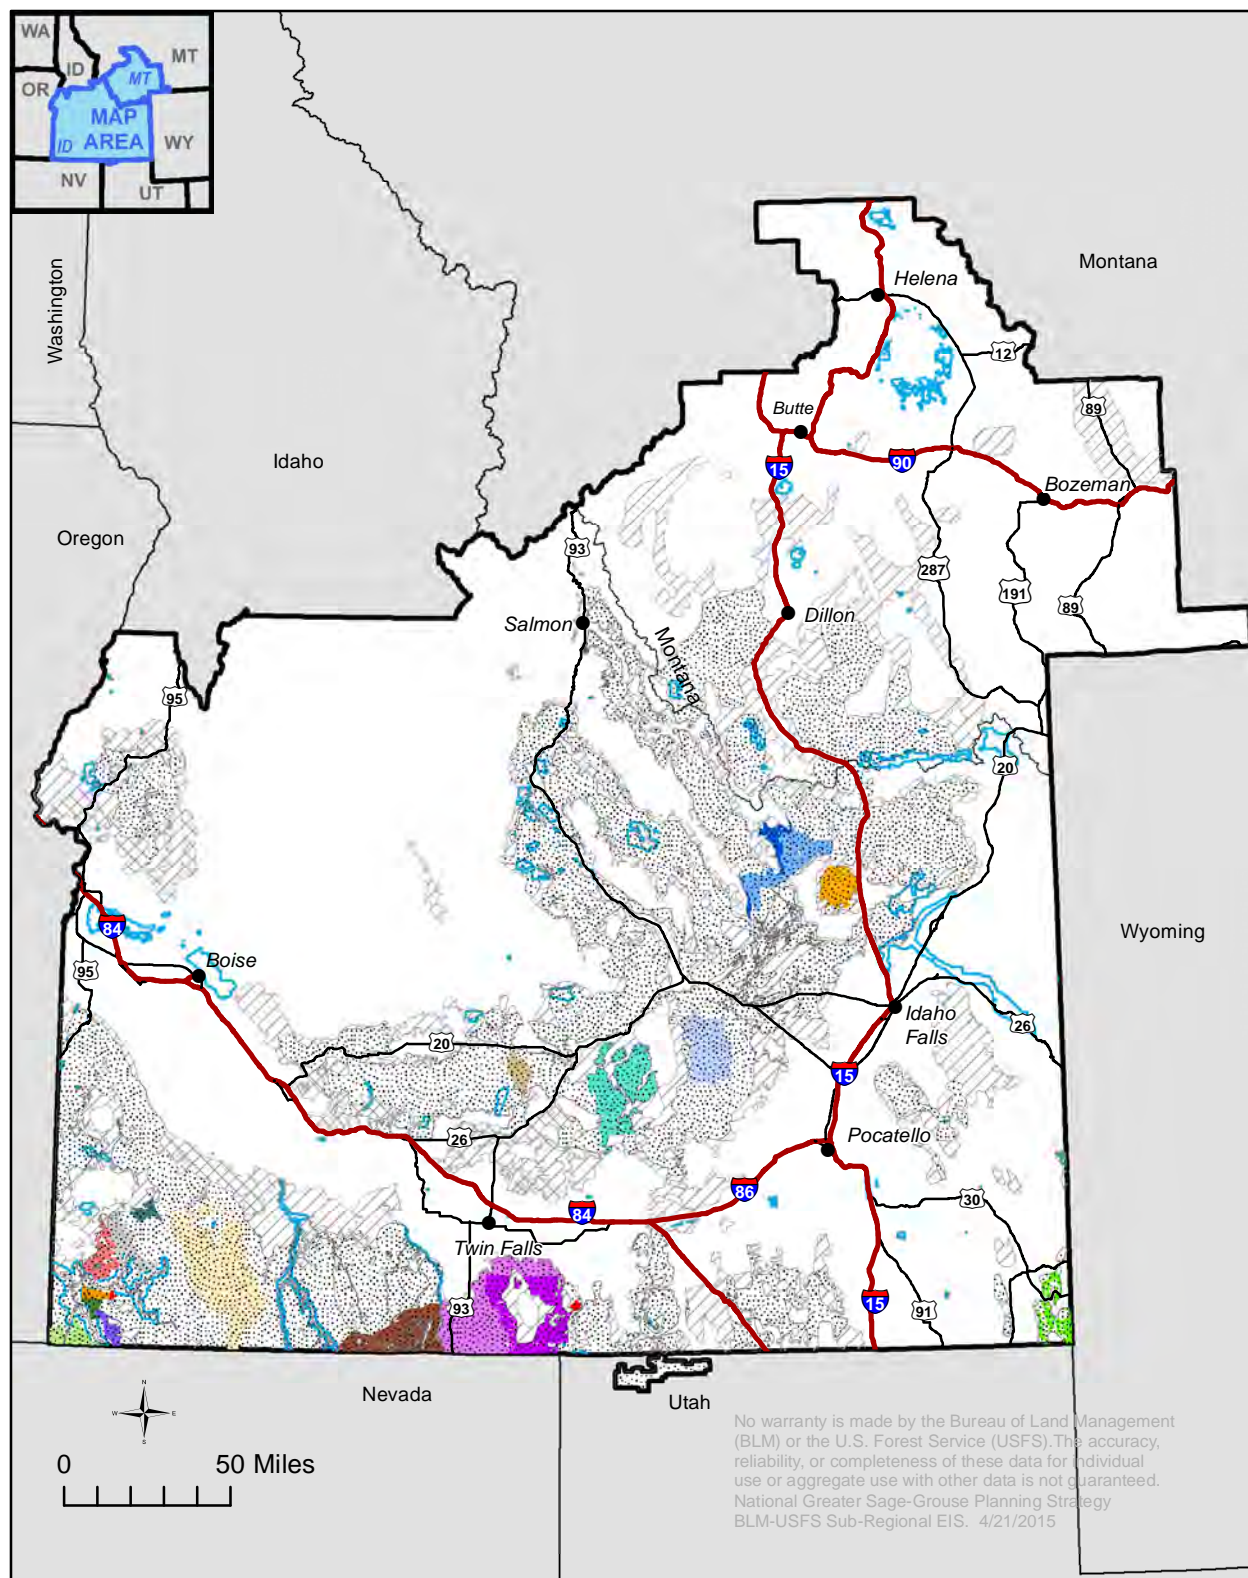 WA
MT
ID
MT
OR
MAP
AREA
ID
WY
NV
UT
Washington
Montana
Helena
12
89
Butte
Idaho
15
90
Bozeman
Oregon
93
287
191
89
Salmon
Dillon
Montana
95
20
84
Wyoming
95
Boise
Idaho
Falls
26
20
15
26
Pocatello
86
30
84
Twin Falls
93
15
91
Nevada
Utah
N
W
E
S
0
50 Miles
No warranty is made by the Bureau of Land Management
(BLM) or the U.S. Forest Service (USFS).The accuracy,
reliability, or completeness of these data for individual
use or aggregate use with other data is not guaranteed.
National Greater Sage-Grouse Planning Strategy
BLM-USFS Sub-Regional EIS. 4/21/2015